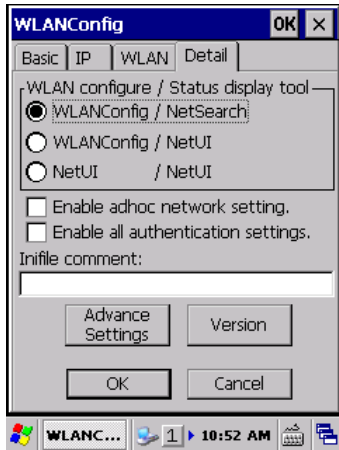 WLANConfig OK
Basic IP WLAN Detail
WLAN configure / Status display tool
WLANConfig / NetSearch
WLANConfig / NetUI
NetUI / NetUI
Enable adhoc network setting.
Enable all authentication settings.
Inifile comment:
Advance
Settings
Version
OK Cancel
WLANC... 1 10:52 AM